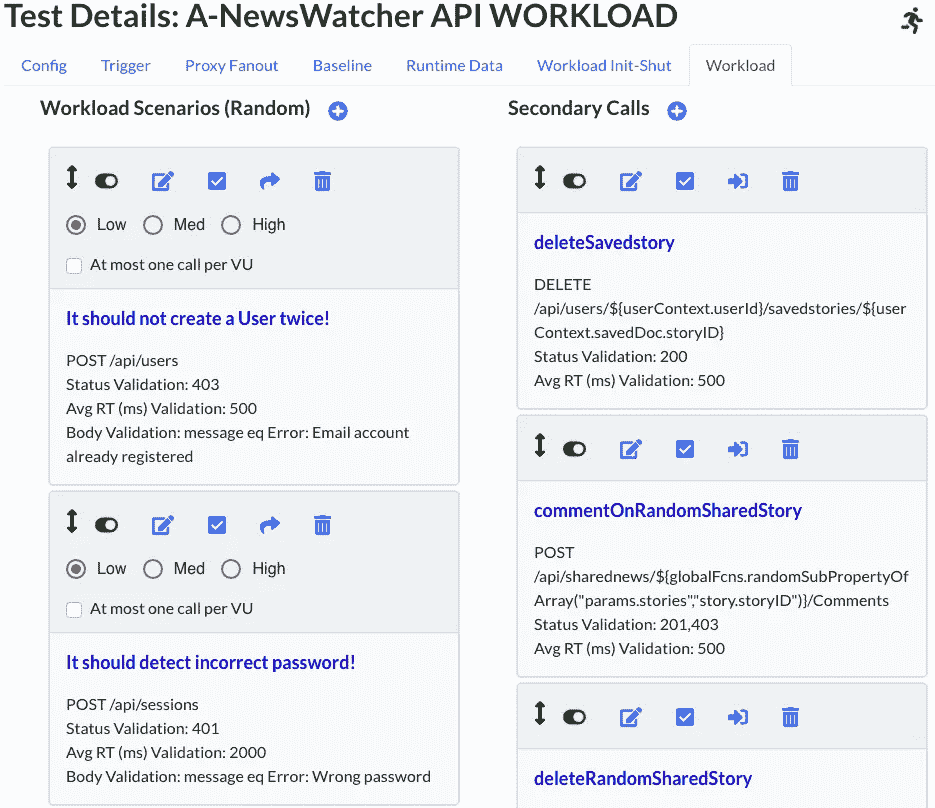 Test Details: A-NewsWatcher API WORKLOAD
Config Trigger Proxy Fanout Baseline Runtime Data Workload Init-Shut Workload
Workload Scenarios (Random)
Low Med High
At most one call per VU
It should not create a User twice!
POST /api/users
Status Validation: 403
Avg RT (ms) Validation: 500
Body Validation: message eq Error: Email account
already registered
Low Med High
At most one call per VU
It should detect incorrect password!
POST /api/sessions
Status Validation: 401
Avg RT (ms) Validation: 2000
Body Validation: message eq Error: Wrong password
Secondary Calls
deleteSavedstory
DELETE
/api/users/${userContext.userId}/savedstories/${user
Context.savedDoc.storyID}
Status Validation: 200
Avg RT (ms) Validation: 500
commentOnRandomSharedStory
POST
/api/sharednews/${globalFcns.randomSubPropertyOf
Array("params.stories","story.storyID")}/Comments
Status Validation: 201,403
Avg RT (ms) Validation: 500
deleteRandomSharedStory